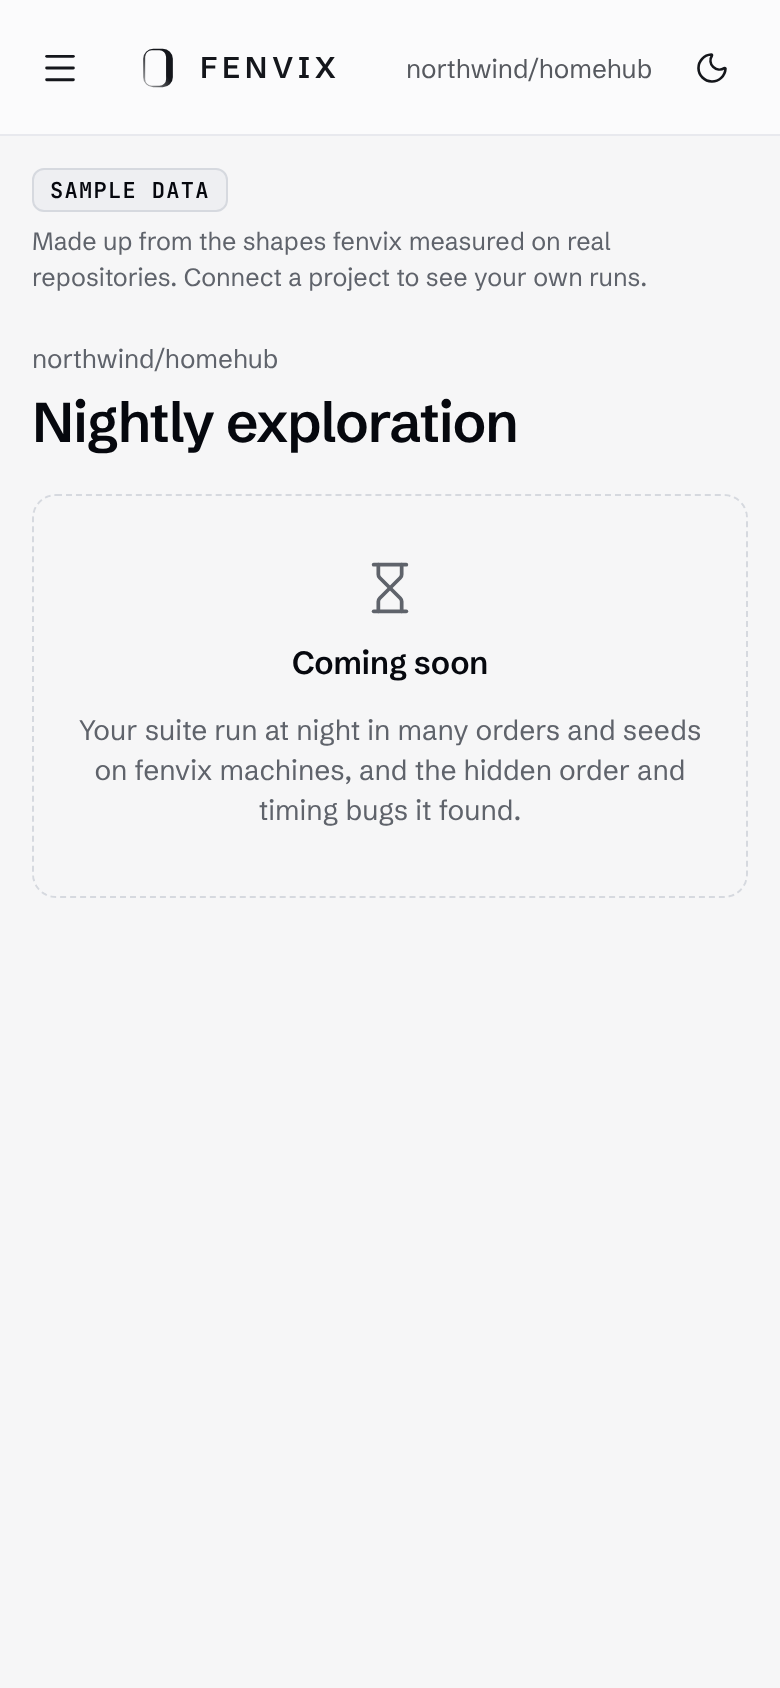 FENVIX
northwind/homehub
SAMPLE DATA
Made up from the shapes fenvix measured on real
repositories. Connect a project to see your own runs.
northwind/homehub
Nightly exploration
Coming soon
Your suite run at night in many orders and seeds
on fenvix machines, and the hidden order and
timing bugs it found.